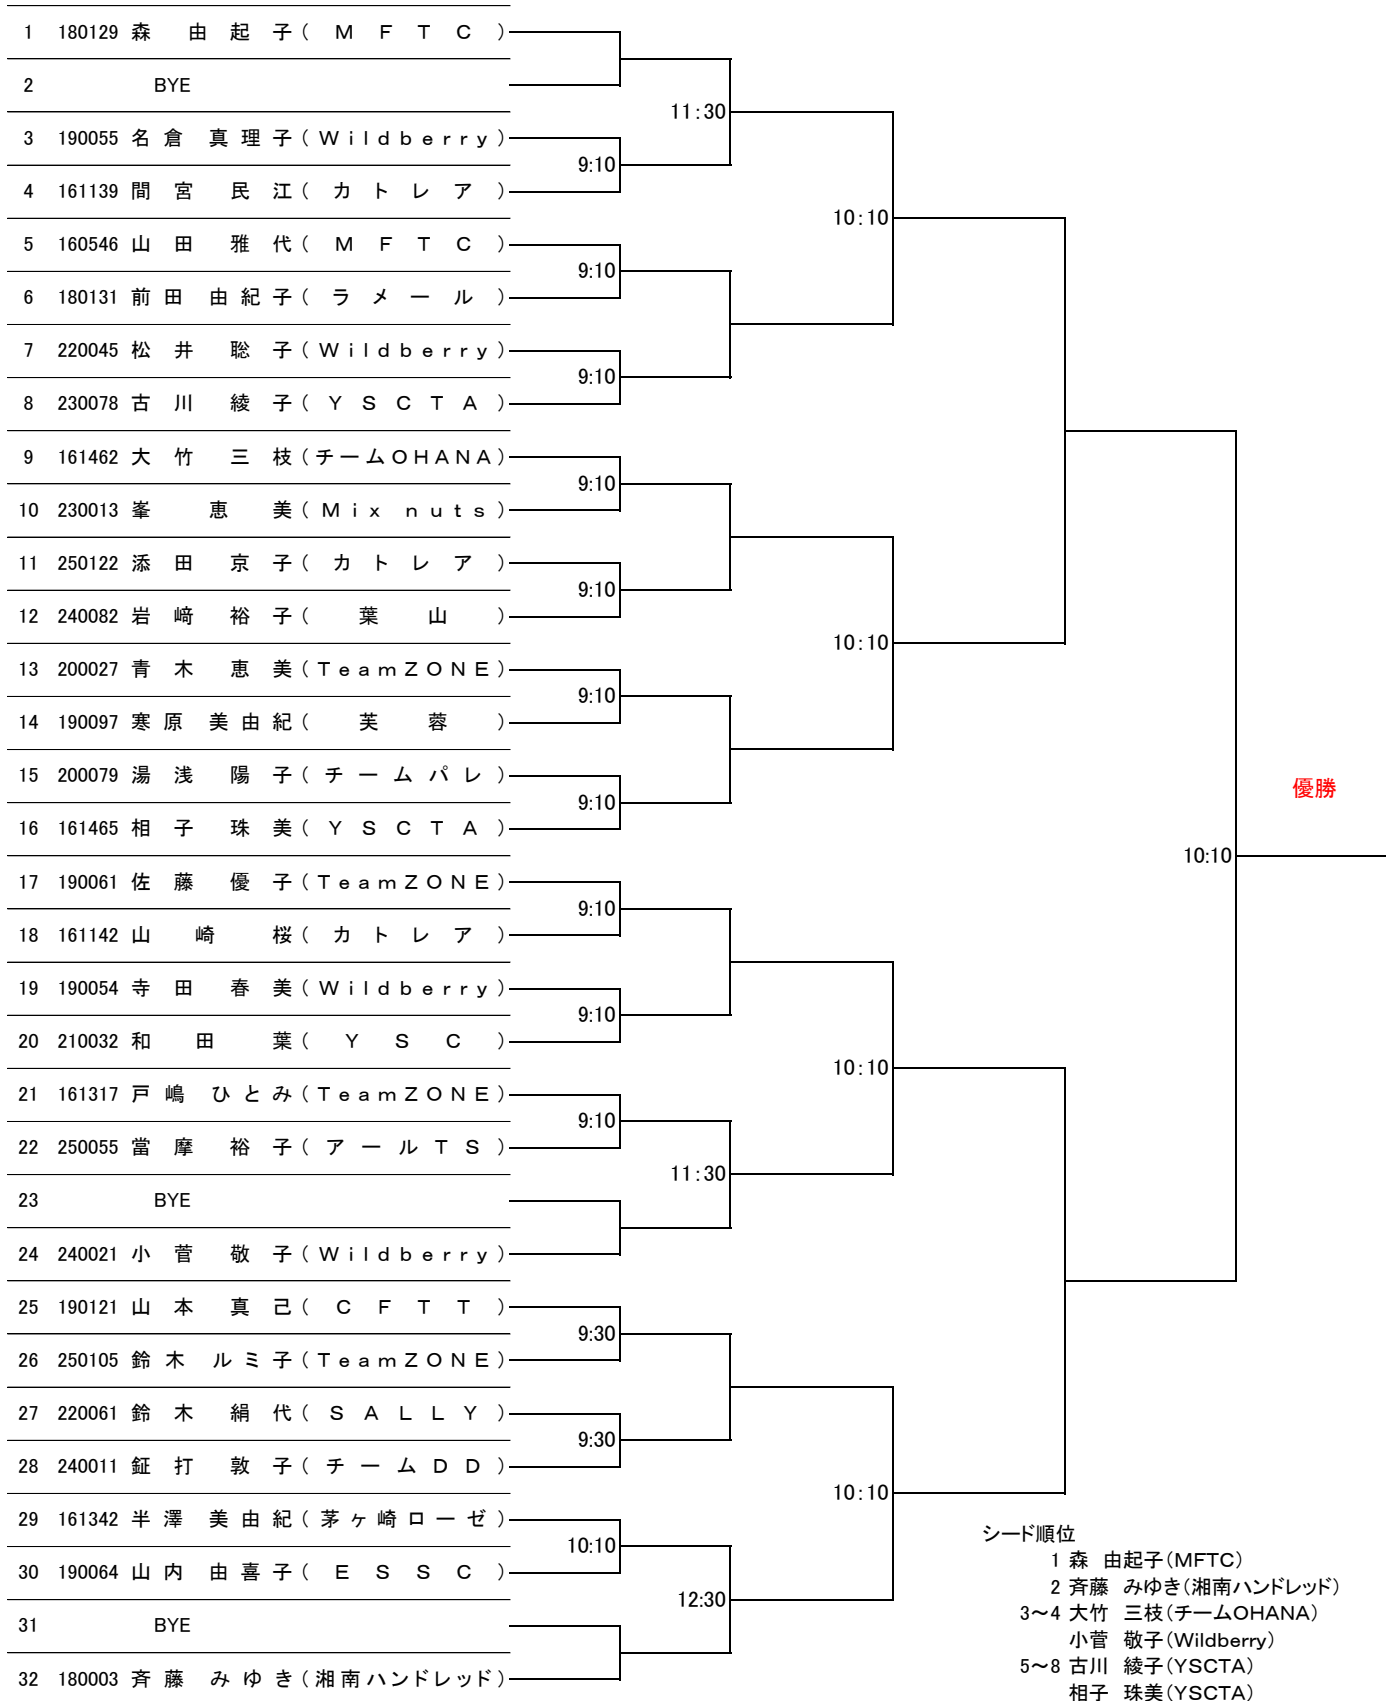 1 180129 森 由起子(MFTC)
2 BYE
11:30
3 190055 名倉 真理子(Wildberry)
9:10
4 161139 間宮 民江(カトレア)
10:10
5 160546 山田 雅代(MFTC)
9:10
6 180131 前田 由紀子(ラメール)
7 220045 松井 聡子(Wildberry)
9:10
8 230078 古川 綾子(YSCTA)
9 161462 大竹 三枝(チームOHANA)
9:10
10 230013 峯 恵美(Mix nuts)
11 250122 添田 京子(カトレア)
9:10
12 240082 岩﨑 裕子(葉山)
10:10
13 200027 青木 恵美(TeamZONE)
9:10
14 190097 寒原 美由紀(芙蓉)
15 200079 湯浅 陽子(チームパレ)
優勝
9:10
16 161465 相子 珠美(YSCTA)
10:10
17 190061 佐藤 優子(TeamZONE)
9:10
18 161142 山崎 桜(カトレア)
19 190054 寺田 春美(Wildberry)
9:10
20 210032 和田 葉(YSC)
10:10
21 161317 戸嶋 ひとみ(TeamZONE)
9:10
22 250055 當摩 裕子(アールTS)
11:30
23 BYE
24 240021 小菅 敬子(Wildberry)
25 190121 山本 真己(CFTT)
9:30
26 250105 鈴木 ルミ子(TeamZONE)
27 220061 鈴木 絹代(SALLY)
9:30
28 240011 鉦打 敦子(チームDD)
10:10
29 161342 半澤 美由紀(茅ヶ崎ローゼ)
10:10
30 190064 山内 由喜子(ESSC)
12:30
31 BYE
32 180003 斉藤 みゆき(湘南ハンドレッド)
シード順位
1 森 由起子(MFTC)
2 斉藤 みゆき(湘南ハンドレッド)
3～4 大竹 三枝(チームOHANA)
小菅 敬子(Wildberry)
5～8 古川 綾子(YSCTA)
相子 珠美(YSCTA)